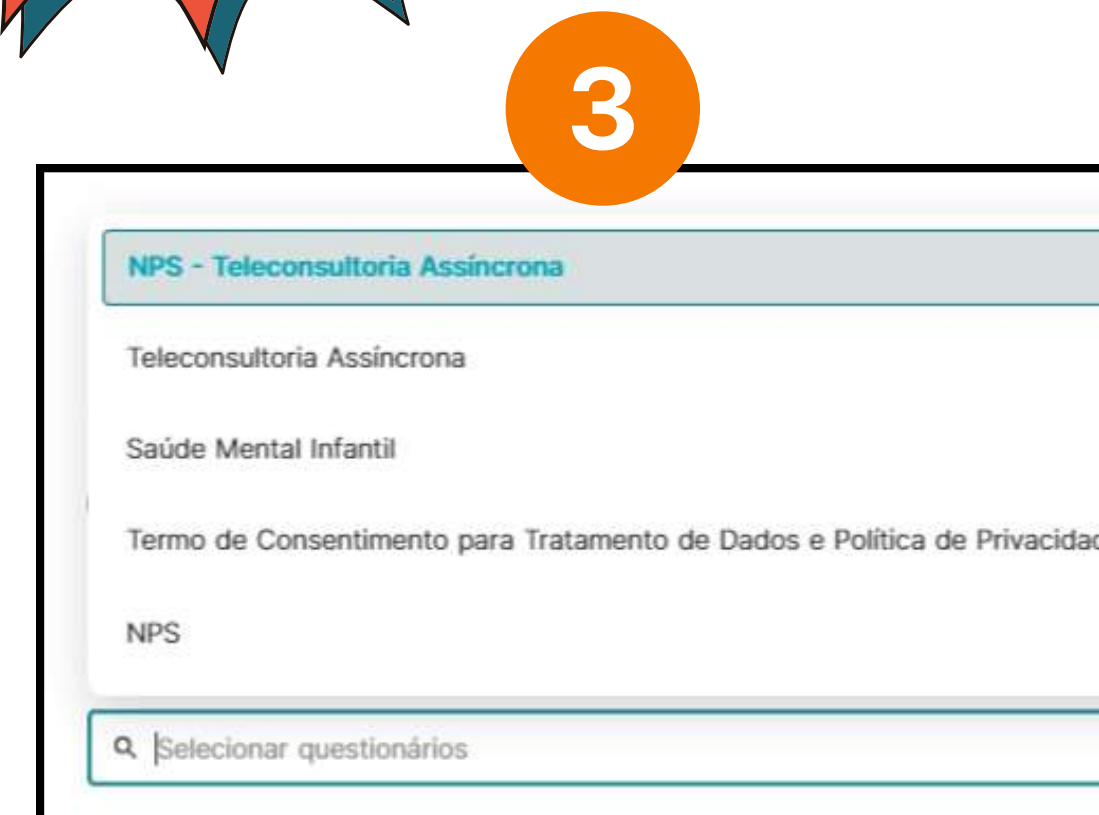 3
NPS - Teleconsultoria Assíncrona
Teleconsultoria Assíncrona
Saúde Mental Infantil
Termo de Consentimento para Tratamento de Dados e Política de Privacidad
NPS
Selecionar questionários